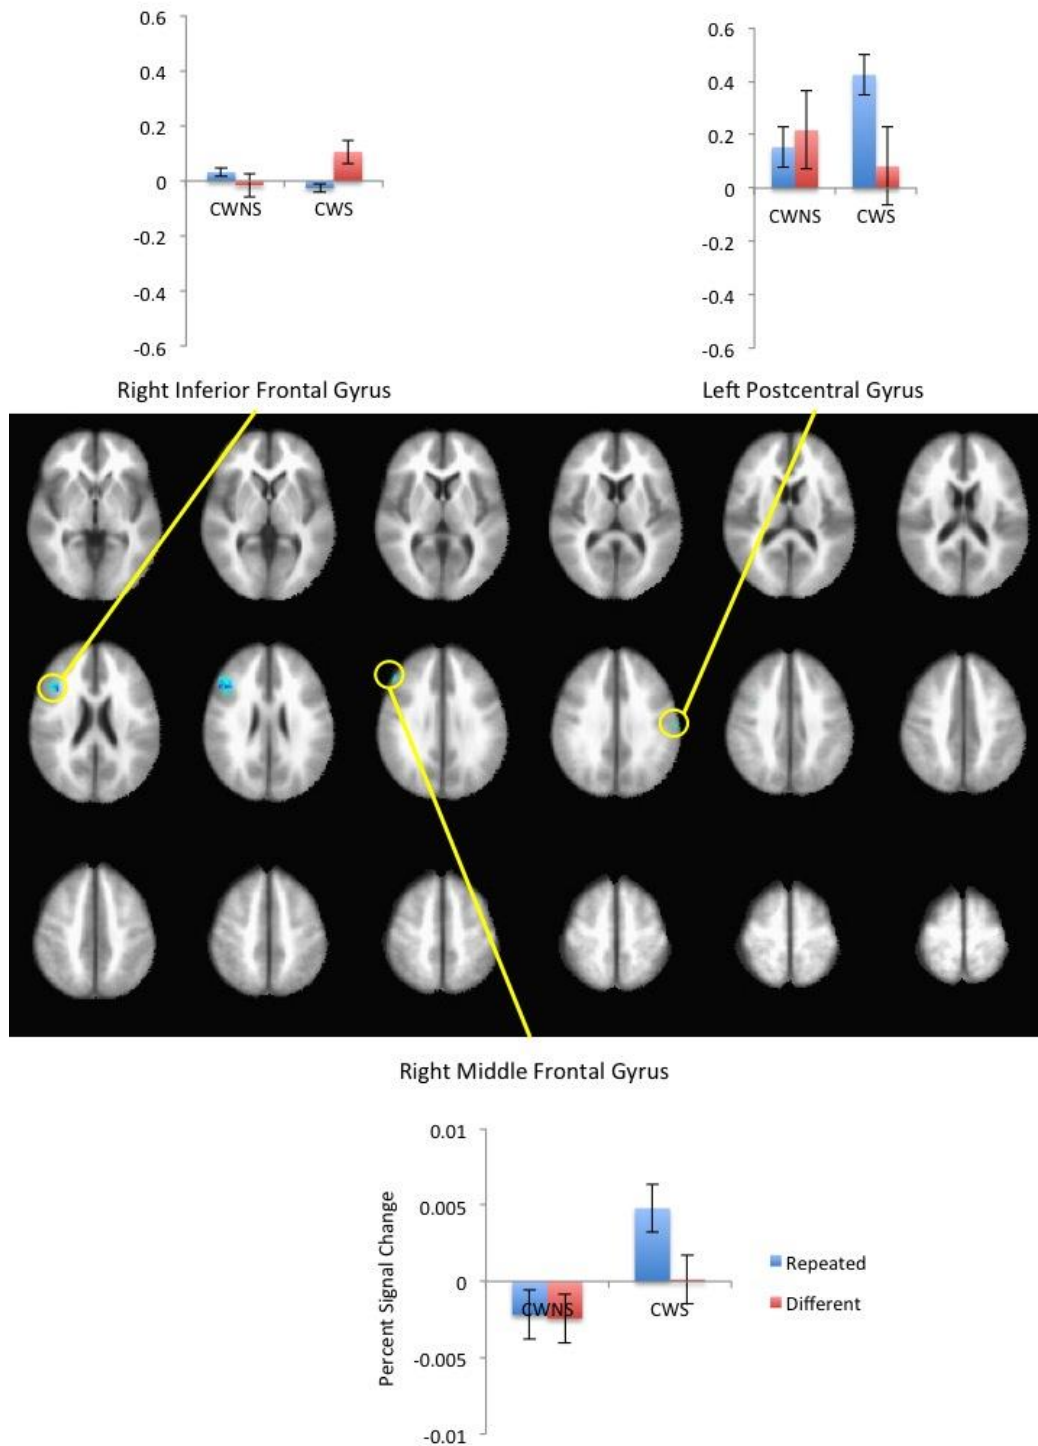 0.6
0.4
0.2
0
-0.2
-0.4
-0.6
CWNS CWS
Right Inferior Frontal Gyrus
0.6
0.4
0.2
0
-0.2
-0.4
-0.6
CWNS CWS
Left Postcentral Gyrus
Right Middle Frontal Gyrus
Percent Signal Change
0.01
0.005
0
-0.005
-0.01
CWNS CWS
Repeated
Different